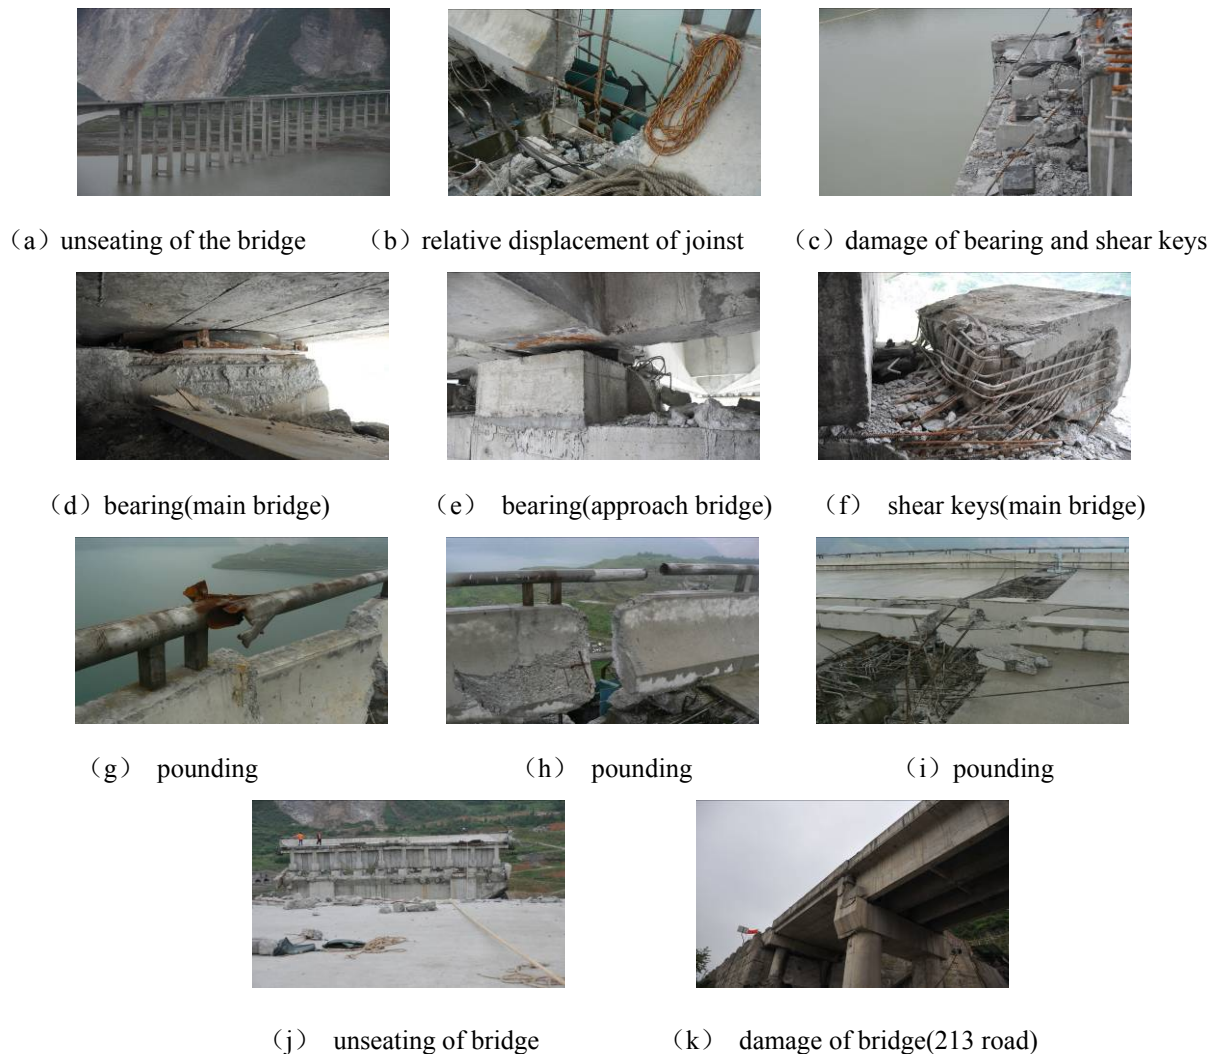 （a）unseating of the bridge （b）relative displacement of joinst （c）damage of bearing and shear keys
（d）bearing(main bridge) （e） bearing(approach bridge) （f） shear keys(main bridge)
（g） pounding （h） pounding （i）pounding
（j） unseating of bridge （k） damage of bridge(213 road)